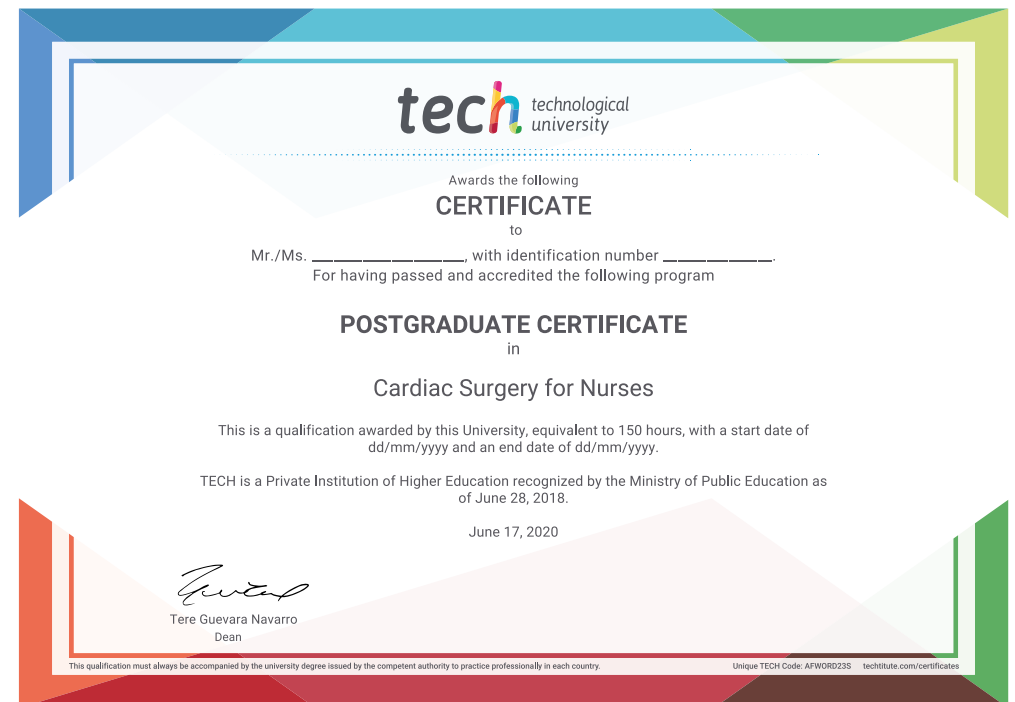 tech technological
university
Awards the following
CERTIFICATE
to
Mr./Ms. ________________, with identification number ____________.
For having passed and accredited the following program
POSTGRADUATE CERTIFICATE
in
Cardiac Surgery for Nurses
This is a qualification awarded by this University, equivalent to 150 hours, with a start date of
dd/mm/yyyy and an end date of dd/mm/yyyy.
TECH is a Private Institution of Higher Education recognized by the Ministry of Public Education as
of June 28, 2018.
June 17, 2020
Tere Guevara Navarro
Dean
This qualification must always be accompanied by the university degree issued by the competent authority to practice professionally in each country.
Unique TECH Code: AFWORD23S techtitute.com/certificates